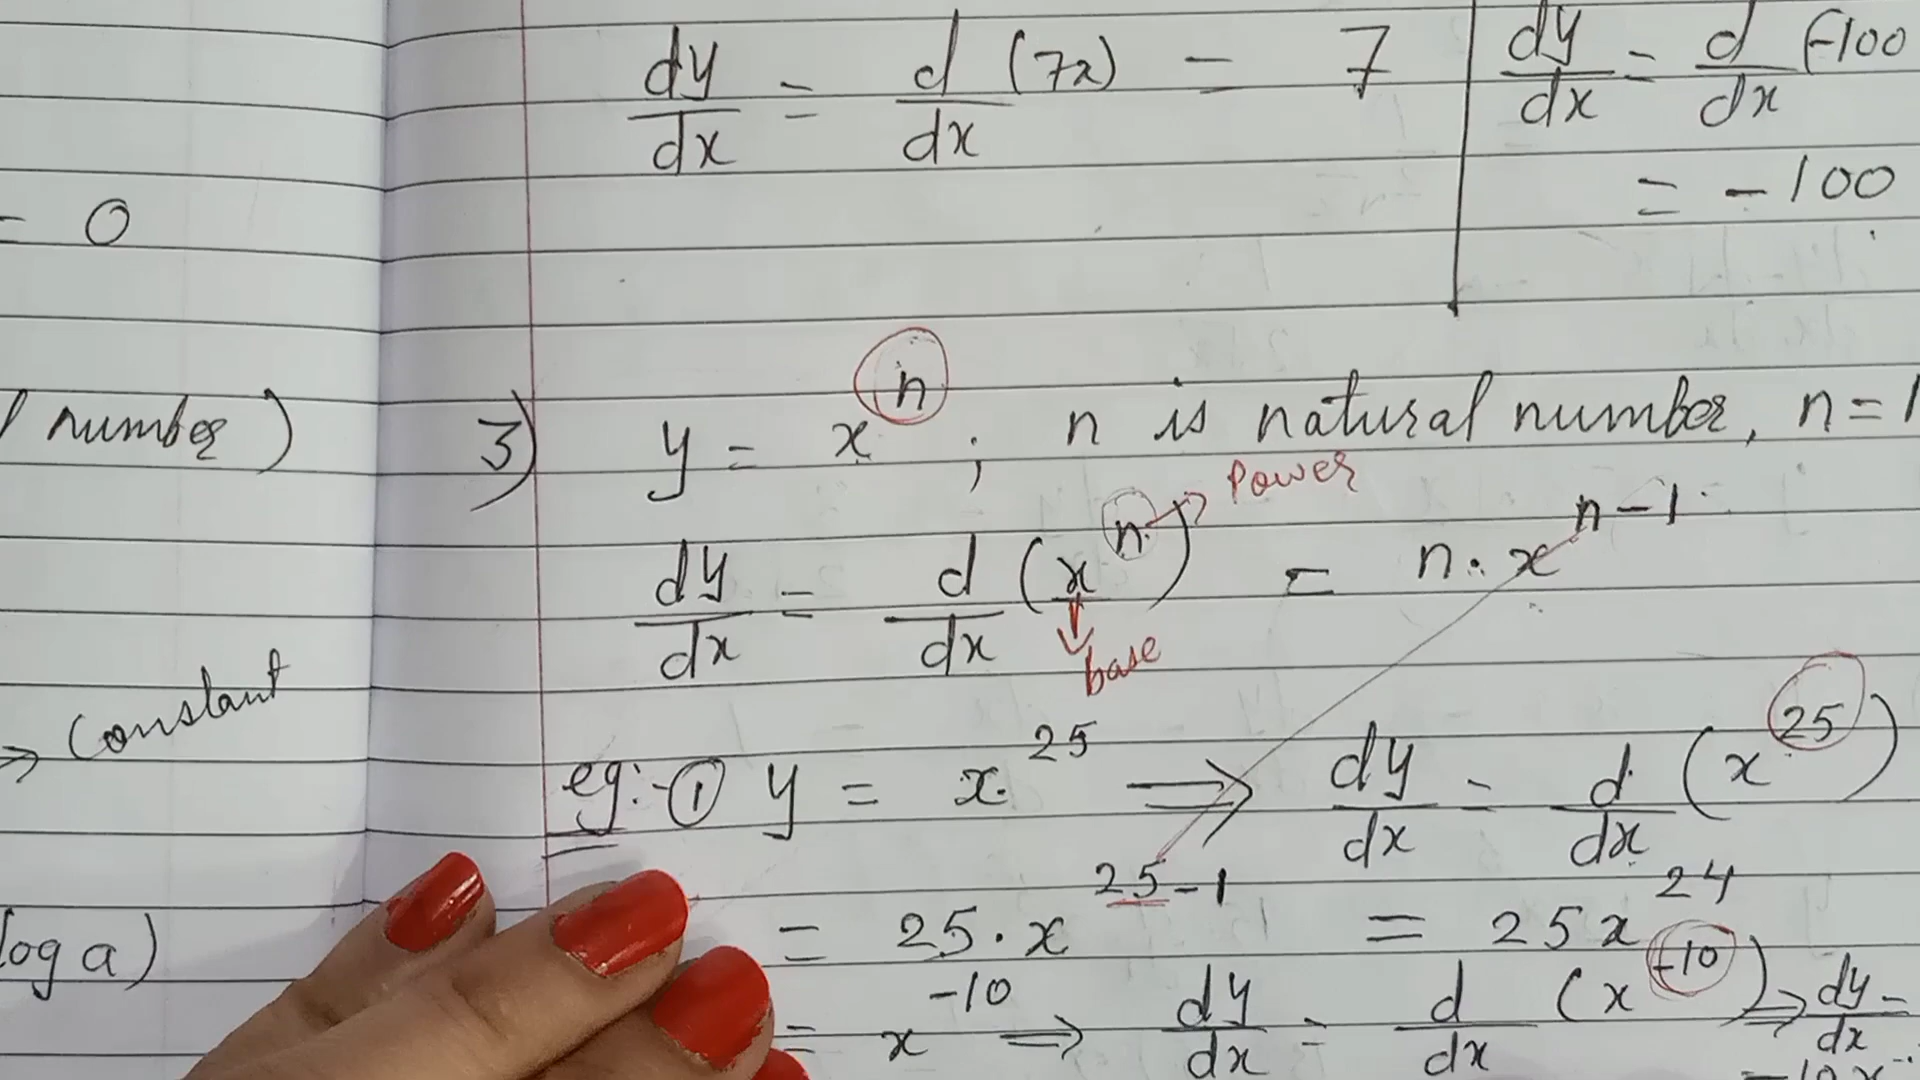 = 0
number)
→ Constant
log a)
dy/dx = d/dx (7x) = 7
dy/dx = d/dx (-100
= -100
3) y = x^n ; n is natural number, n = 1
dy/dx = d/dx (x^n) = n·x^n-1
Power
base
eg:- ① y = x^25 ⇒ dy/dx = d/dx (x^25)
= 25·x^25-1 = 25x^24
= x^-10 ⇒ dy/dx = d/dx (x^-10) ⇒ dy/dx =